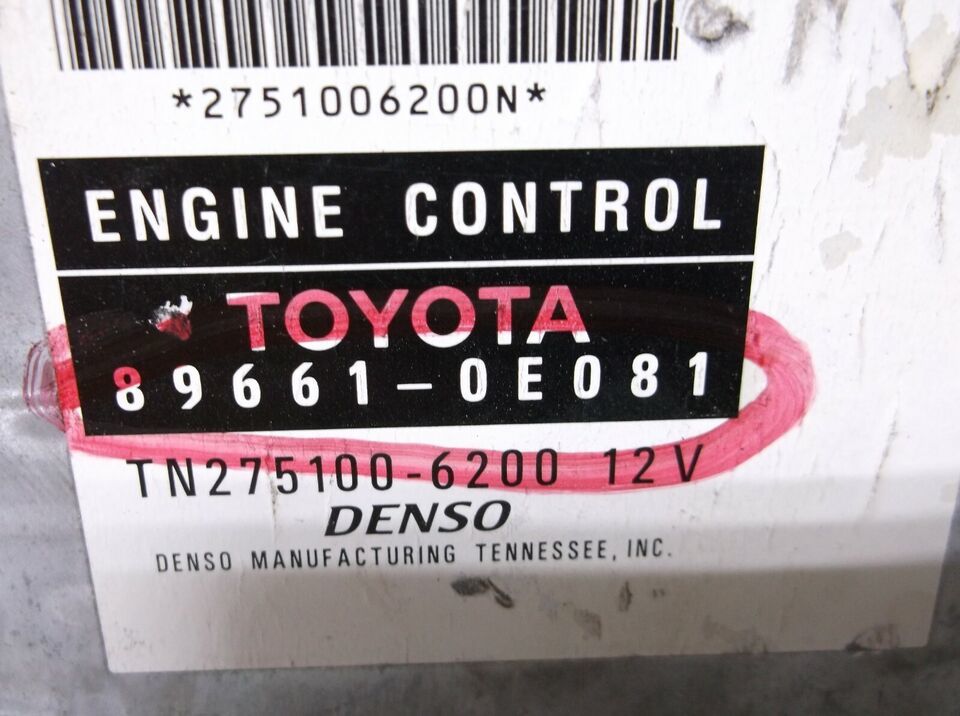 *2751006200N*
ENGINE CONTROL
TOYOTA
89661-0E081
TN275100-6200 12V
DENSO
DENSO MANUFACTURING TENNESSEE, INC.